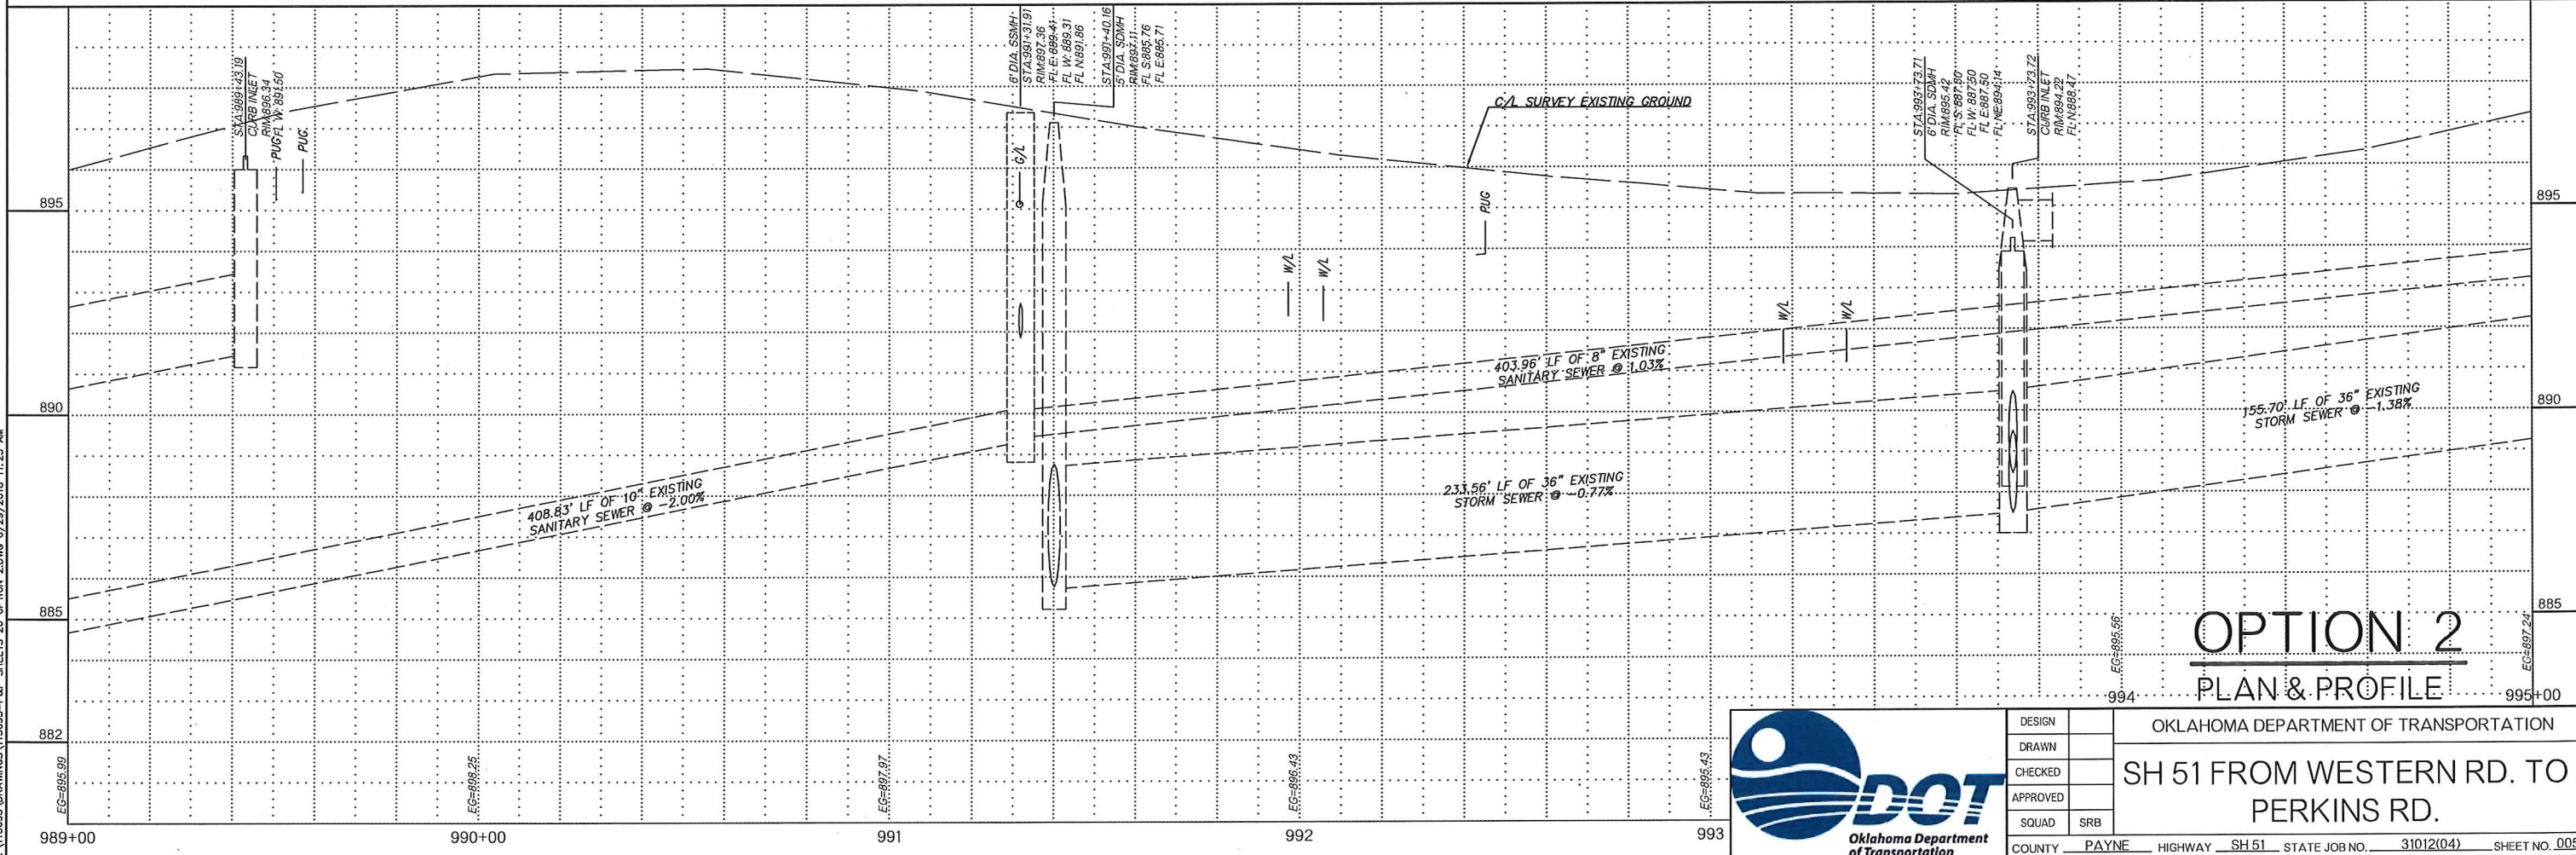 STA:989+43.19
CURB INLET
RIM:896.34
FL W: 891.50
PUG
PUG
6' DIA. SSMH
STA:991+31.91
RIM:897.36
FL E: 889.41
FL W: 889.31
FL N:891.86
STA:991+40.16
5' DIA. SDMH
RIM:897.11
FL S:885.76
FL E:885.71
G/L
C/L SURVEY EXISTING GROUND
PUG
W/L
W/L
W/L
W/L
STA:993+73.71
6' DIA. SDMH
RIM:895.42
FL S: 887.80
FL W: 887.50
FL E:887.50
FL NE:894.14
STA:993+73.72
CURB INLET
RIM:894.22
FL N:888.47
895
890
885
882
895
890
885
408.83' LF OF 10" EXISTING
SANITARY SEWER @ -2.00%
403.96' LF OF 8" EXISTING
SANITARY SEWER @ 1.03%
233.56' LF OF 36" EXISTING
STORM SEWER @ -0.77%
155.70' LF OF 36" EXISTING
STORM SEWER @ -1.38%
EG=895.99
EG=898.25
EG=897.97
EG=896.43
EG=895.43
EG=895.56
EG=897.24
989+00
990+00
991
992
993
994
995+00
OPTION 2
PLAN & PROFILE
DOT
Oklahoma Department
of Transportation
DESIGN
DRAWN
CHECKED
APPROVED
SQUAD SRB
OKLAHOMA DEPARTMENT OF TRANSPORTATION
SH 51 FROM WESTERN RD. TO
PERKINS RD.
COUNTY PAYNE HIGHWAY SH 51 STATE JOB NO. 31012(04) SHEET NO.